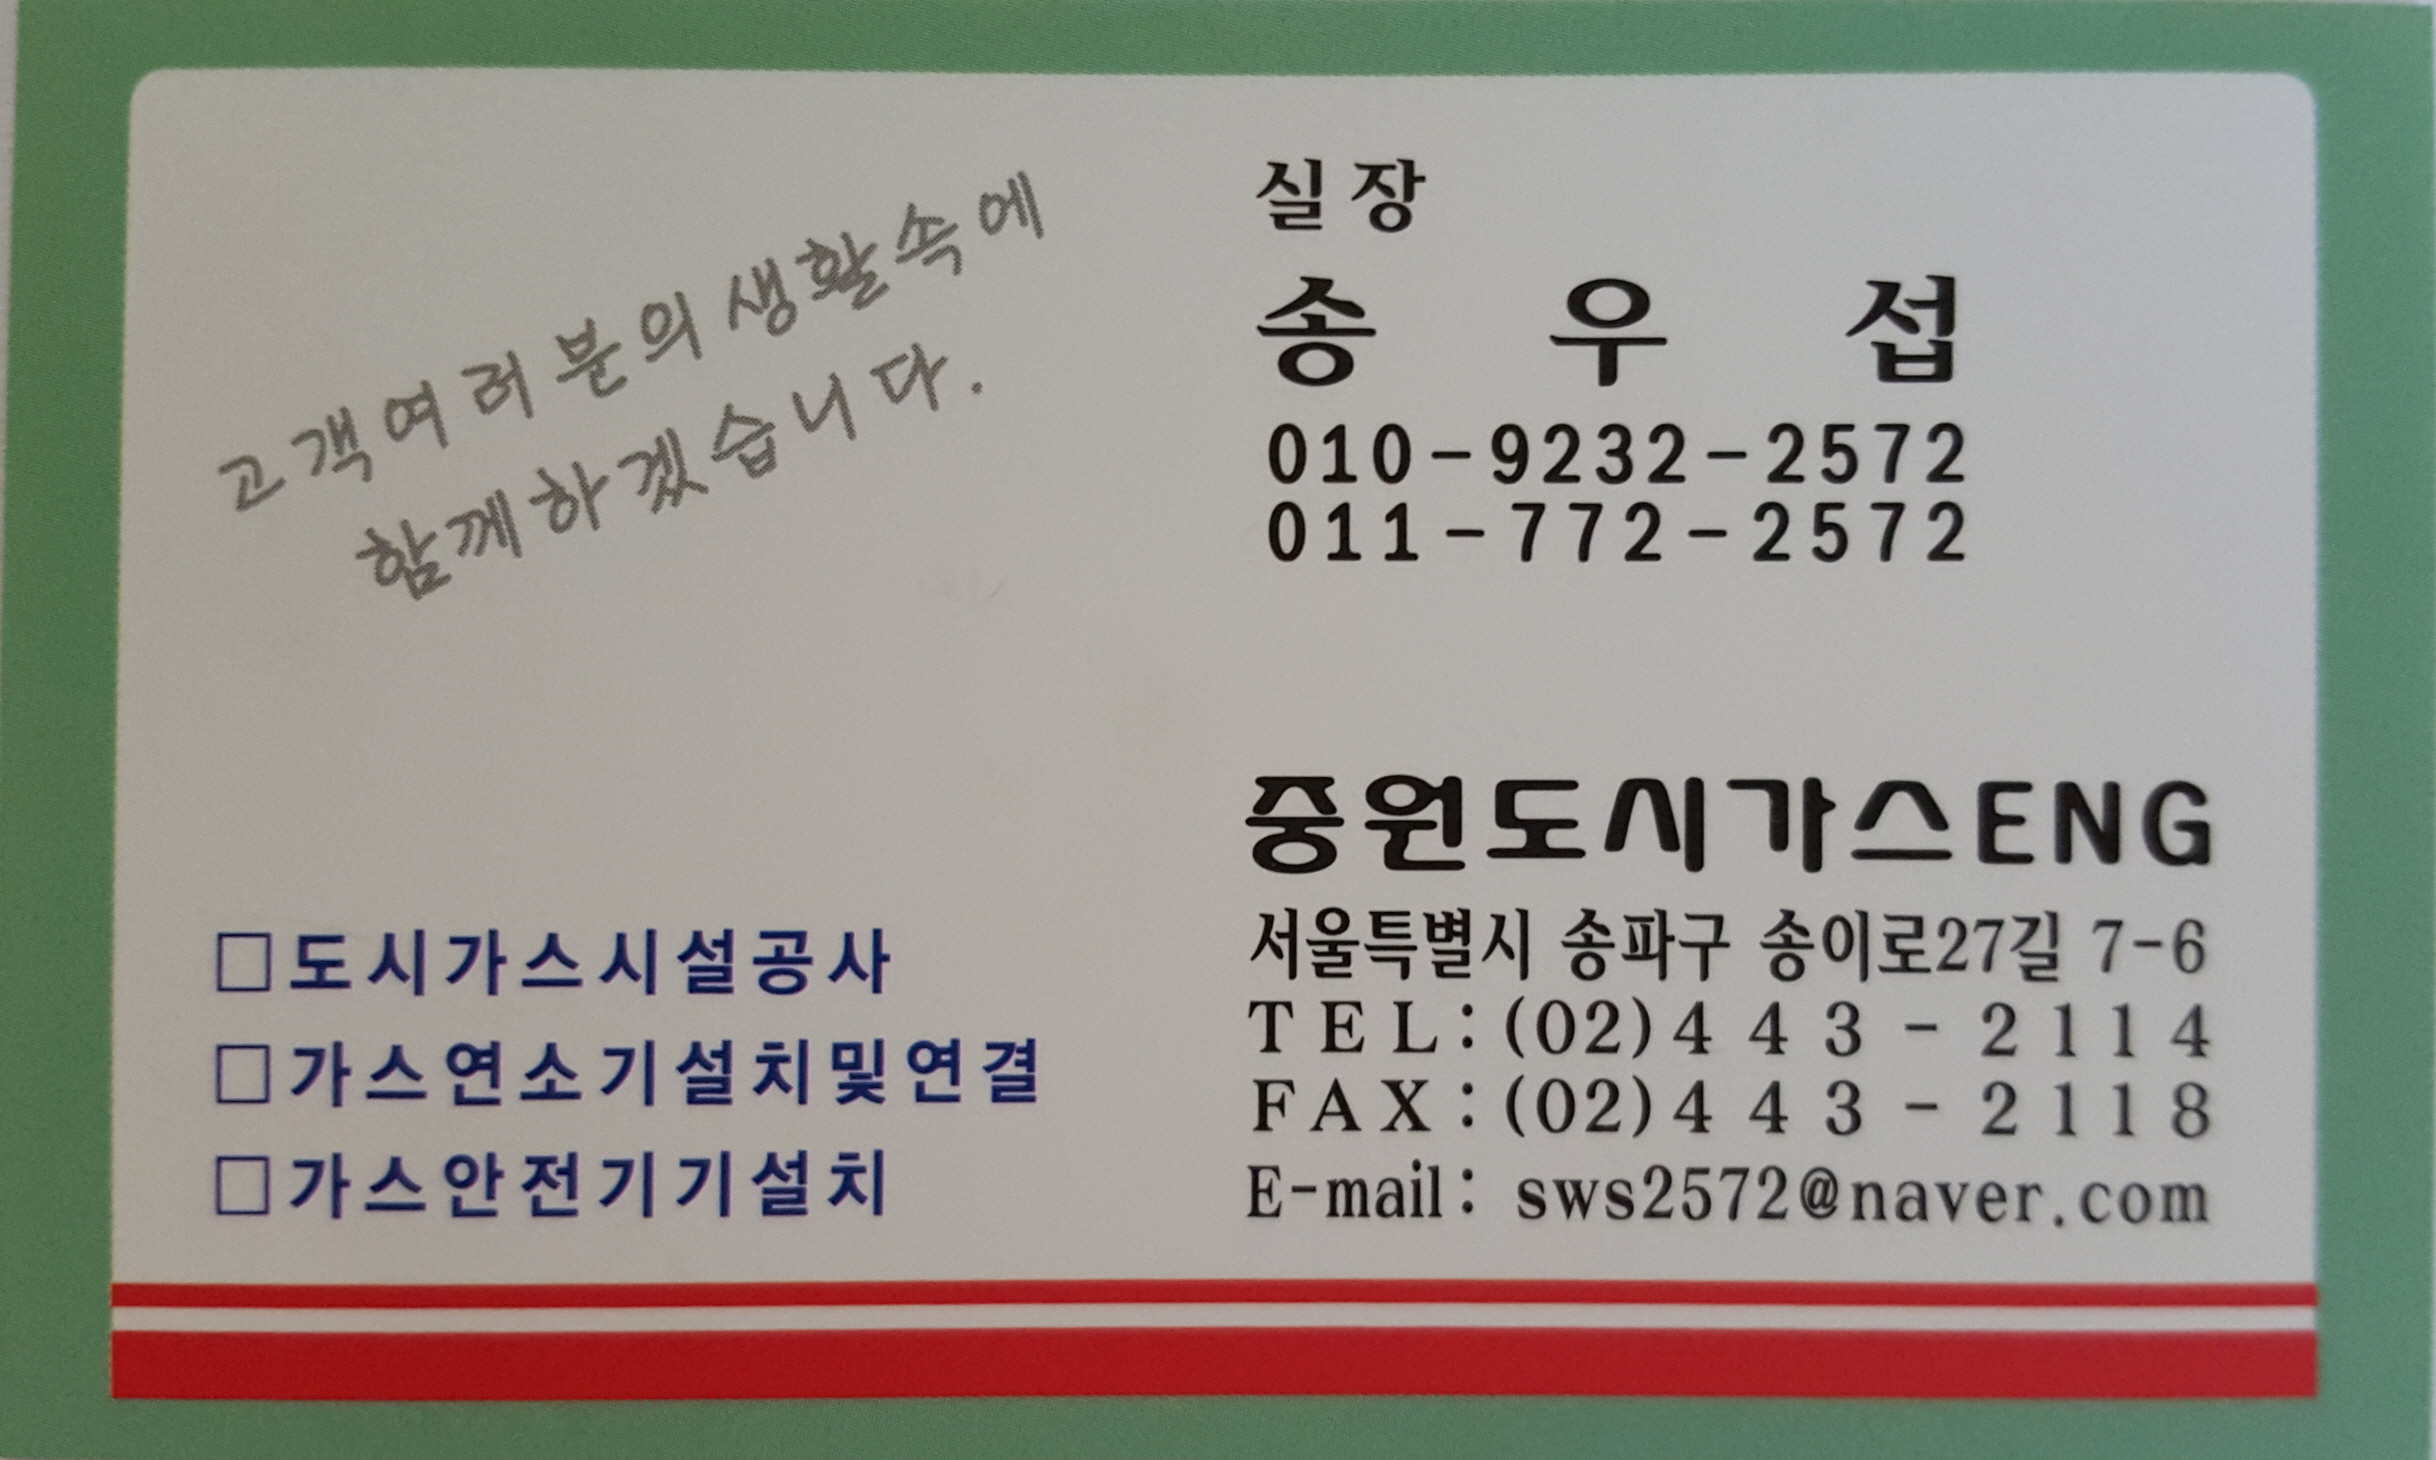 고객여러분의 생활속에
함께하겠습니다.
실장
송 우 섭
010-9232-2572
011-772-2572
중원도시가스ENG
서울특별시 송파구 송이로27길 7-6
TEL:(02)443-2114
FAX:(02)443-2118
E-mail: sws2572@naver.com
□도시가스시설공사
□가스연소기설치및연결
□가스안전기기설치